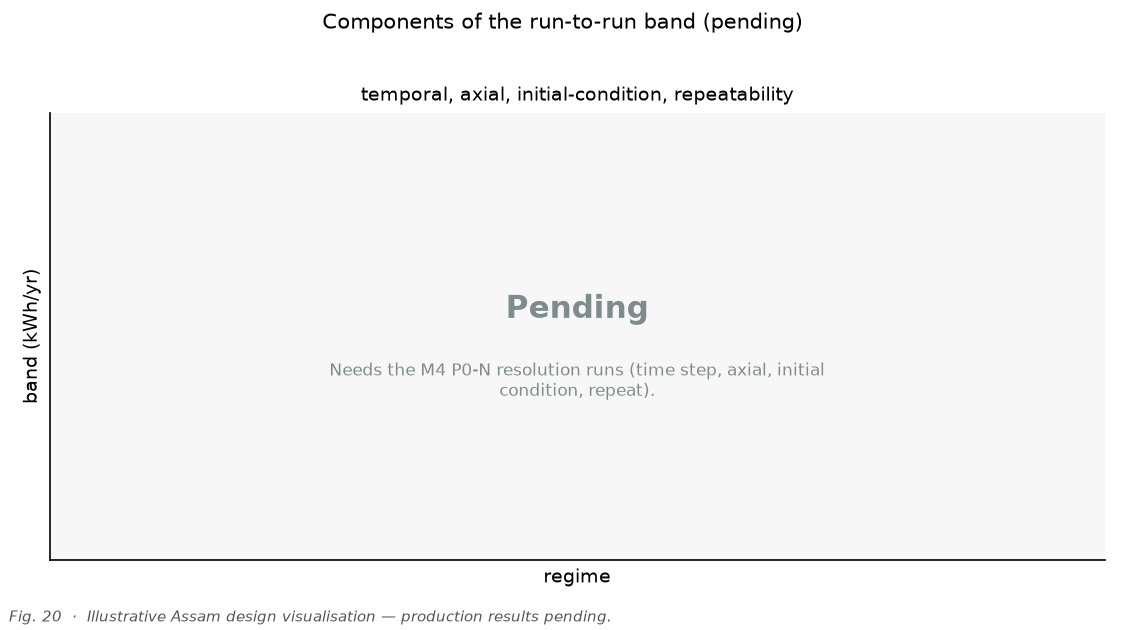 Components of the run-to-run band (pending)
temporal, axial, initial-condition, repeatability
band (kWh/yr)
Pending
Needs the M4 P0-N resolution runs (time step, axial, initial
condition, repeat).
regime
Fig. 20 · Illustrative Assam design visualisation — production results pending.